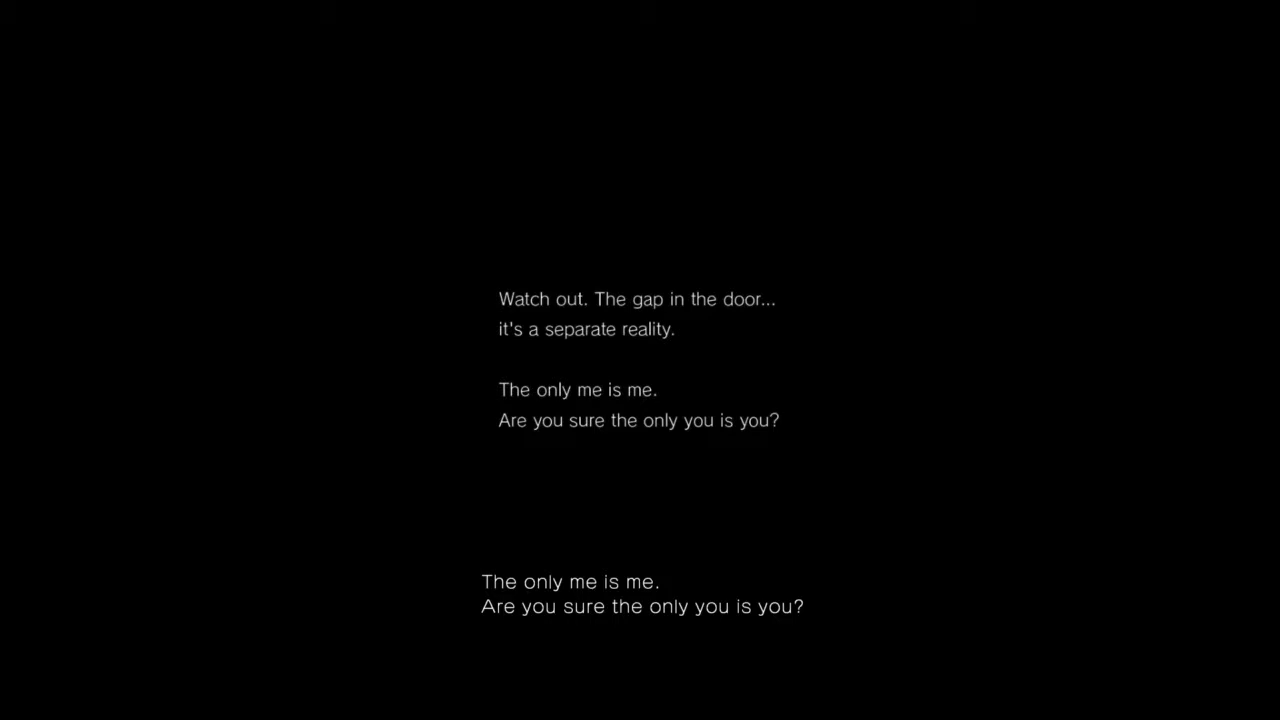 Watch out. The gap in the door...
it's a separate reality.
The only me is me.
Are you sure the only you is you?
The only me is me.
Are you sure the only you is you?